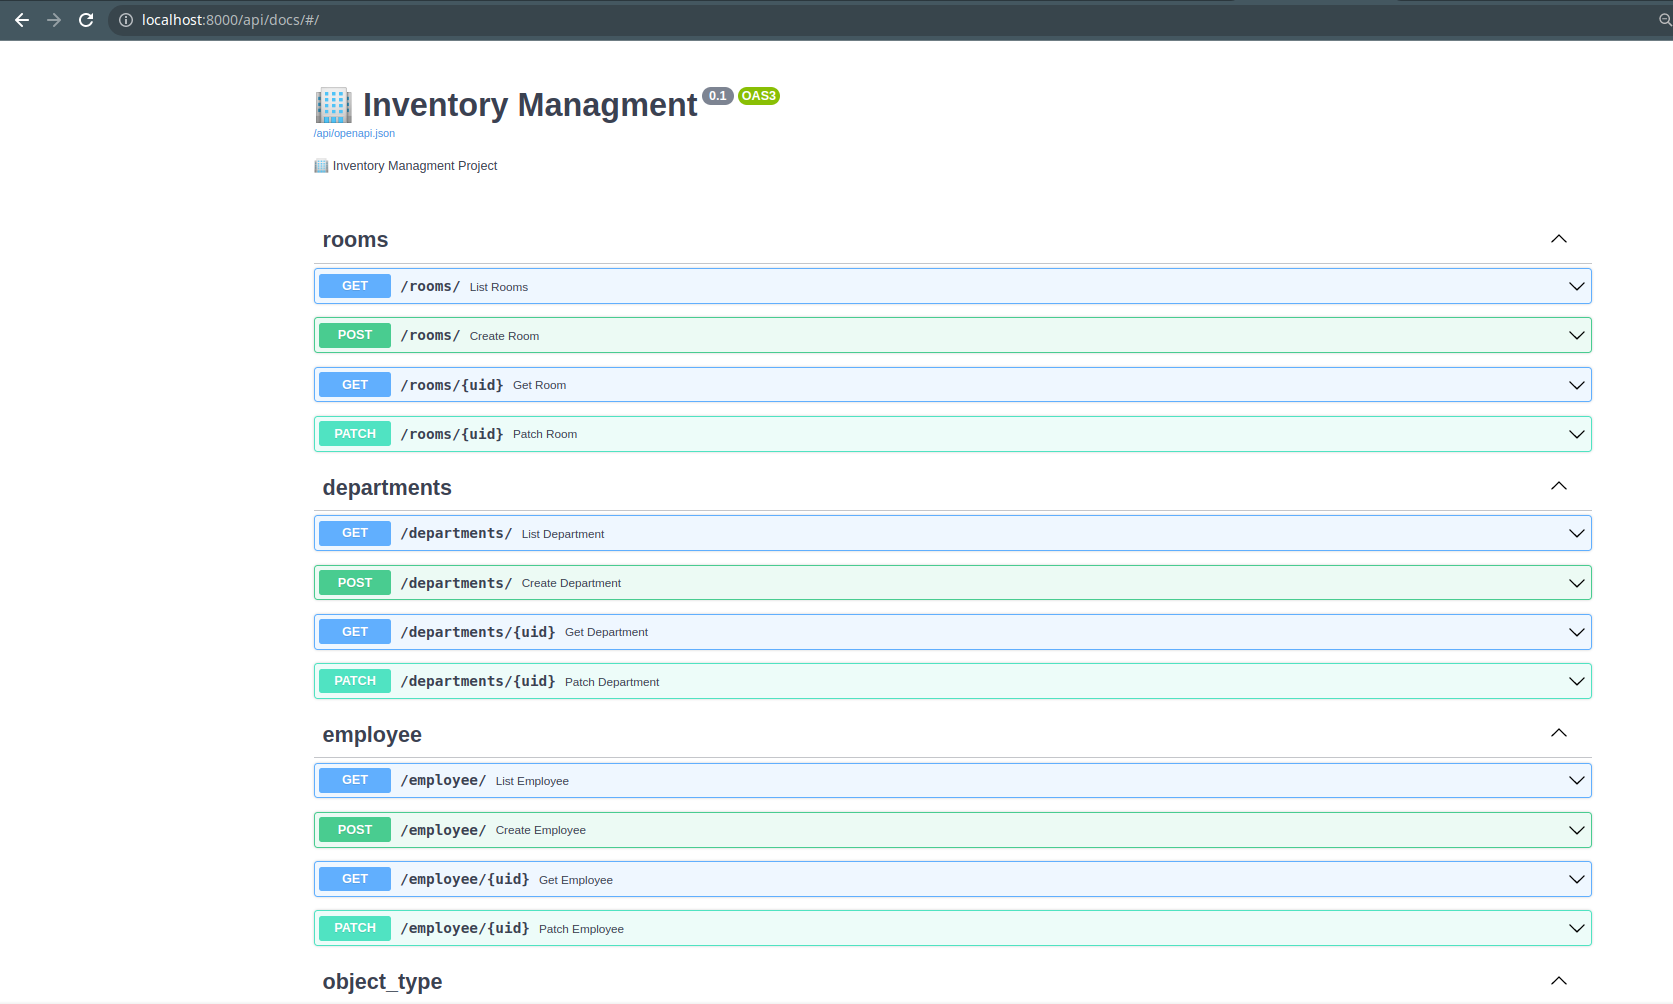 localhost:8000/api/docs/#/
Inventory Managment 0.1 OAS3
/api/openapi.json
Inventory Managment Project
rooms
GET /rooms/ List Rooms
POST /rooms/ Create Room
GET /rooms/{uid} Get Room
PATCH /rooms/{uid} Patch Room
departments
GET /departments/ List Department
POST /departments/ Create Department
GET /departments/{uid} Get Department
PATCH /departments/{uid} Patch Department
employee
GET /employee/ List Employee
POST /employee/ Create Employee
GET /employee/{uid} Get Employee
PATCH /employee/{uid} Patch Employee
object_type